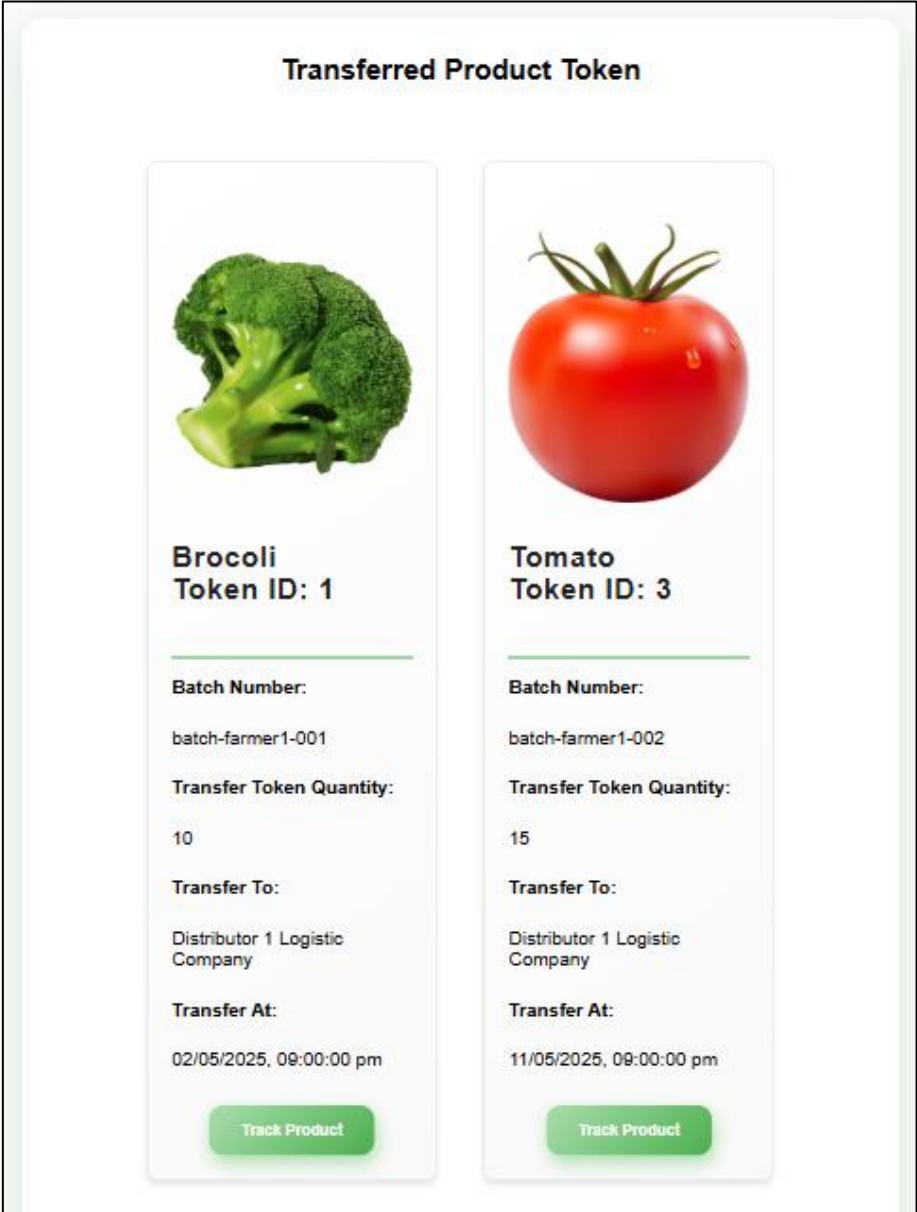 Transferred Product Token
Brocoli
Token ID: 1
Batch Number:
batch-farmer1-001
Transfer Token Quantity:
10
Transfer To:
Distributor 1 Logistic
Company
Transfer At:
02/05/2025, 09:00:00 pm
Track Product
Tomato
Token ID: 3
Batch Number:
batch-farmer1-002
Transfer Token Quantity:
15
Transfer To:
Distributor 1 Logistic
Company
Transfer At:
11/05/2025, 09:00:00 pm
Track Product